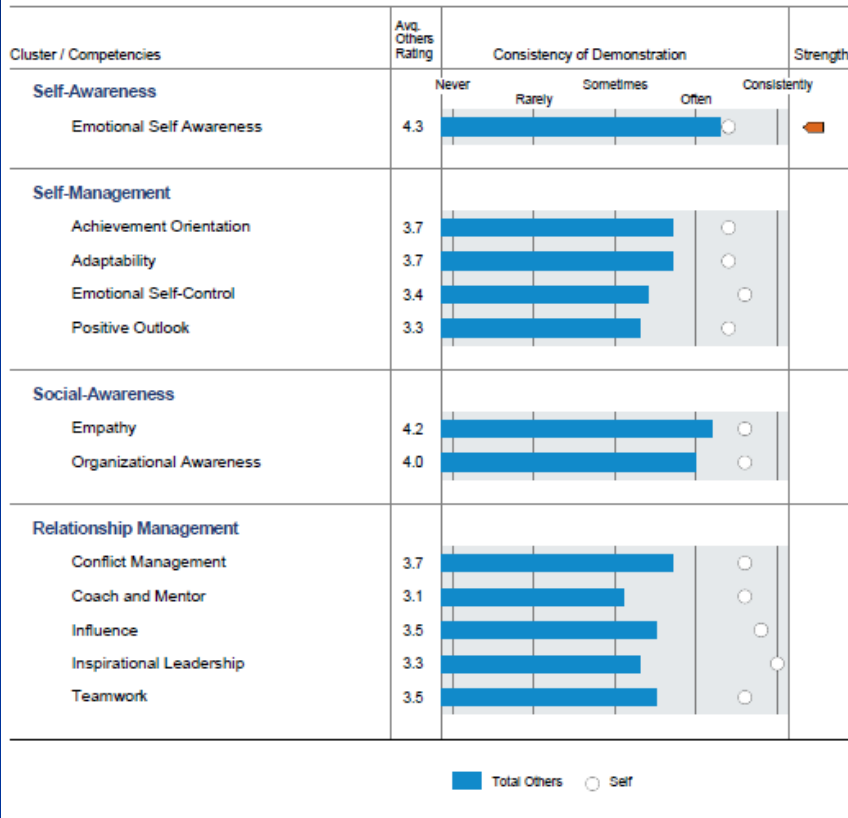 Avg.
Others
Rating
Cluster / Competencies
Consistency of Demonstration
Strength
Never
Rarely
Sometimes
Often
Consistently
Self-Awareness
Emotional Self Awareness 4.3
Self-Management
Achievement Orientation 3.7
Adaptability 3.7
Emotional Self-Control 3.4
Positive Outlook 3.3
Social-Awareness
Empathy 4.2
Organizational Awareness 4.0
Relationship Management
Conflict Management 3.7
Coach and Mentor 3.1
Influence 3.5
Inspirational Leadership 3.3
Teamwork 3.5
Total Others
Self